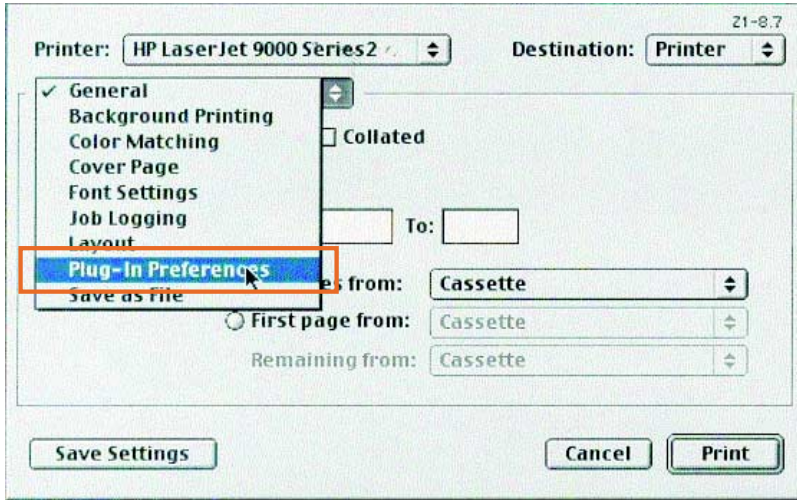 Z1-8.7
Printer: HP LaserJet 9000 Series2 Destination: Printer
✓ General
Background Printing
Color Matching
Collated
Cover Page
Font Settings
Job Logging
To:
Layout
Plug-In Preferences
es from: Cassette
Save as File
First page from: Cassette
Remaining from: Cassette
Save Settings Cancel Print